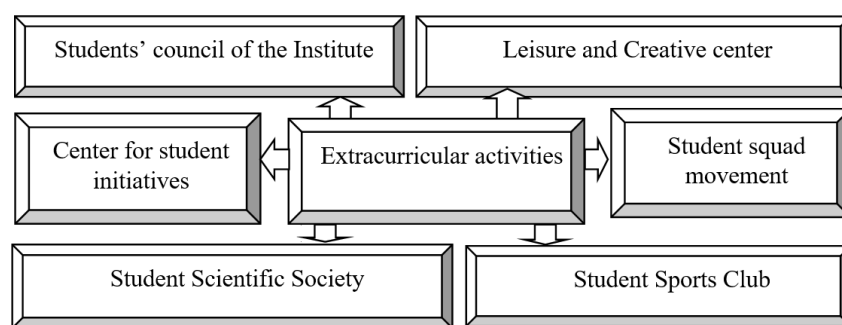 Students’ council of the Institute
Leisure and Creative center
Center for student
initiatives
Extracurricular activities
Student squad
movement
Student Scientific Society
Student Sports Club